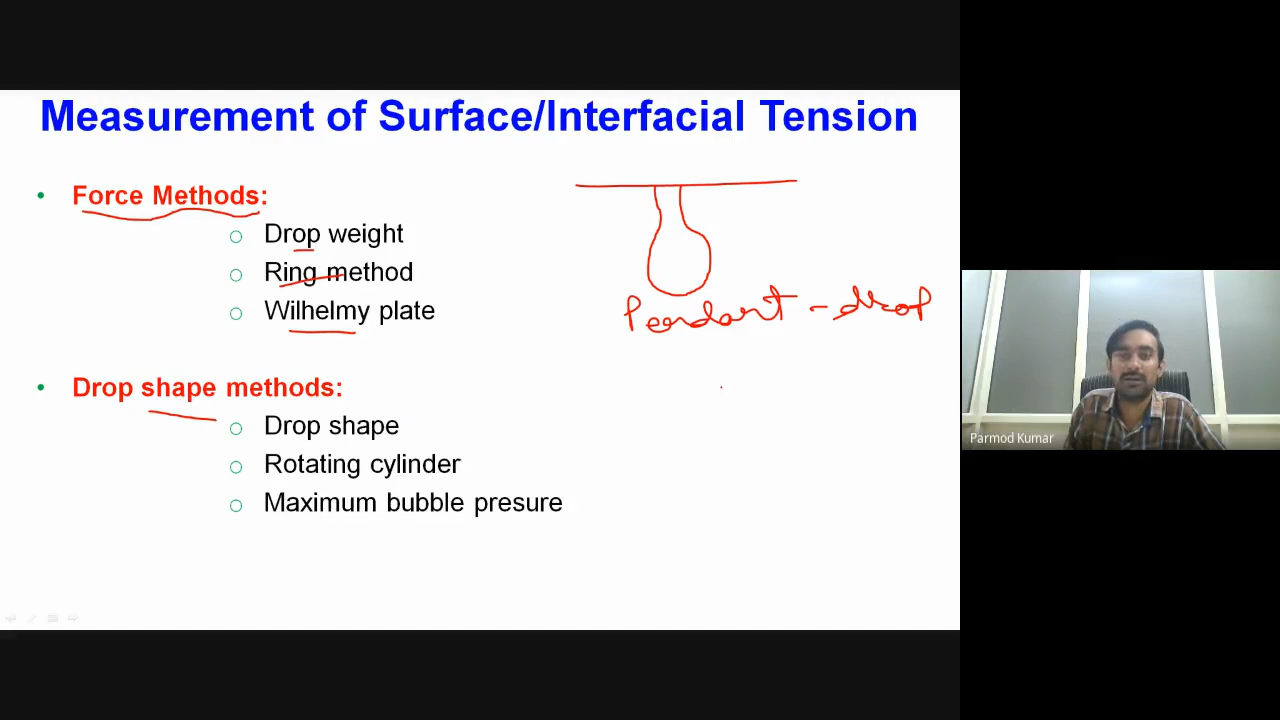 Measurement of Surface/Interfacial Tension
• Force Methods:
o Drop weight
o Ring method
o Wilhelmy plate
Pendant - drop
• Drop shape methods:
o Drop shape
o Rotating cylinder
o Maximum bubble presure
Parmod Kumar